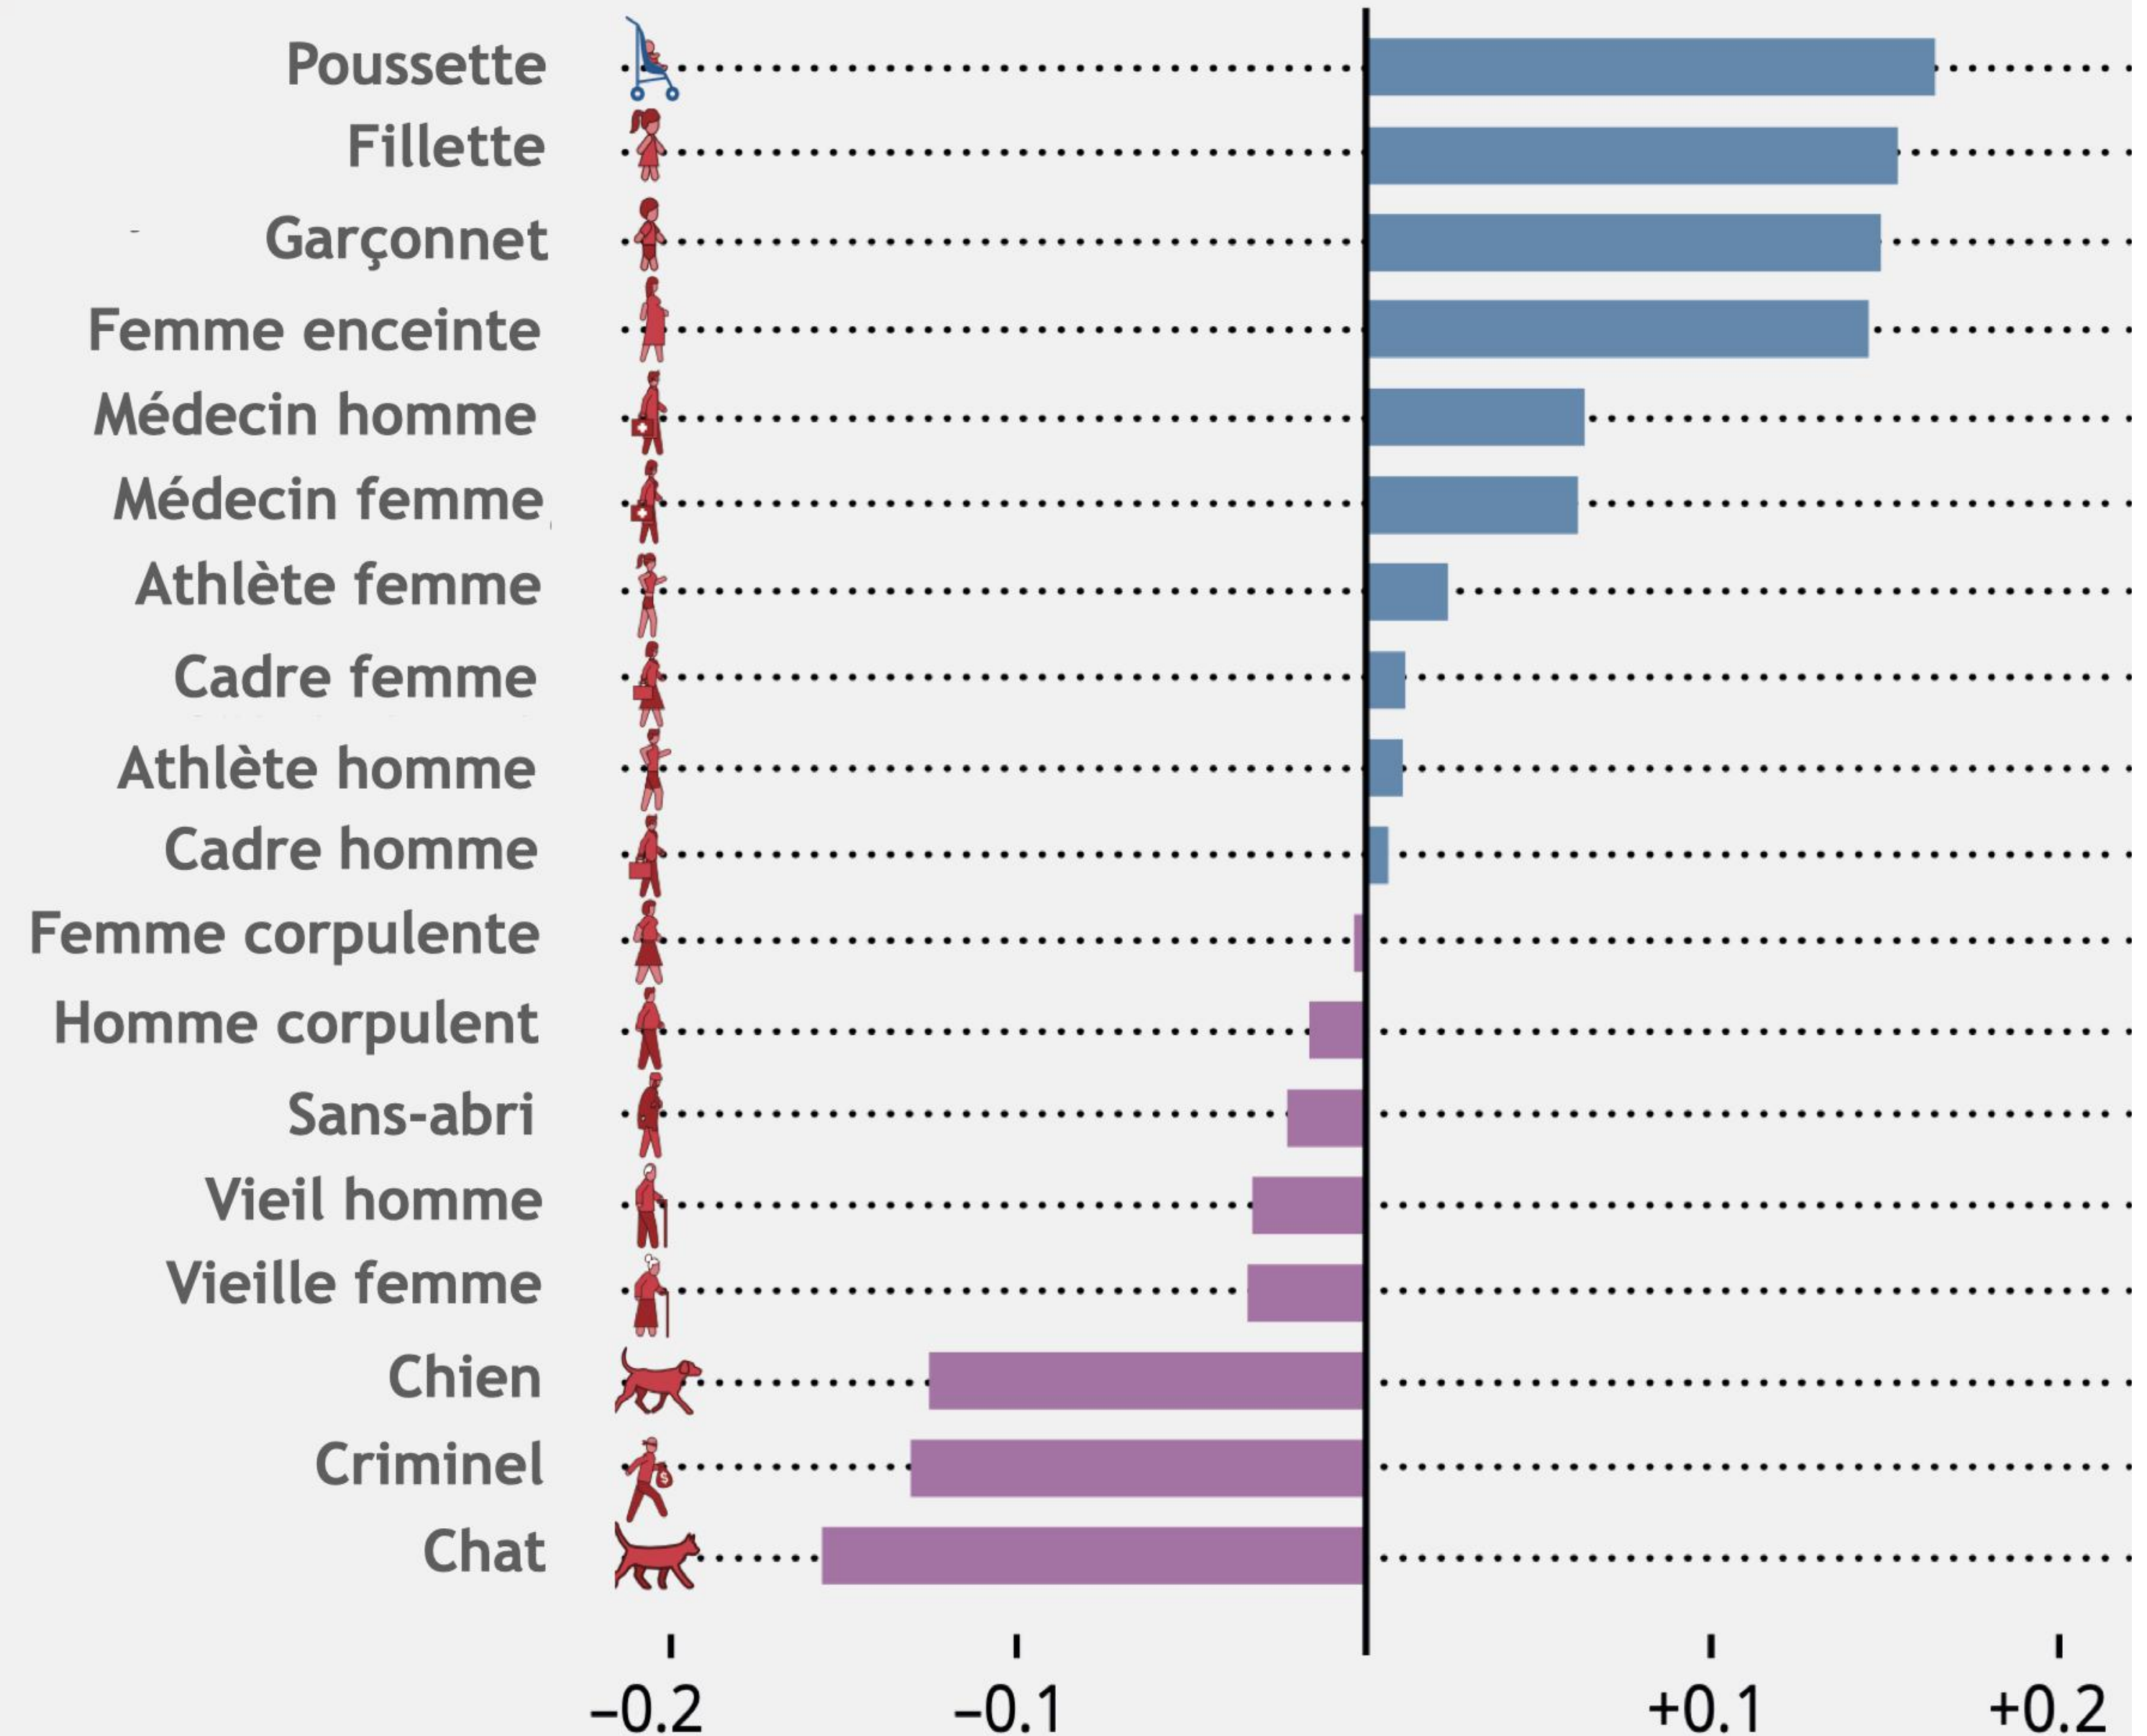 Poussette
Fillette
Garçonnet
Femme enceinte
Médecin homme
Médecin femme
Athlète femme
Cadre femme
Athlète homme
Cadre homme
Femme corpulente
Homme corpulent
Sans-abri
Vieil homme
Vieille femme
Chien
Criminel
$
Chat
–0.2 –0.1 +0.1 +0.2